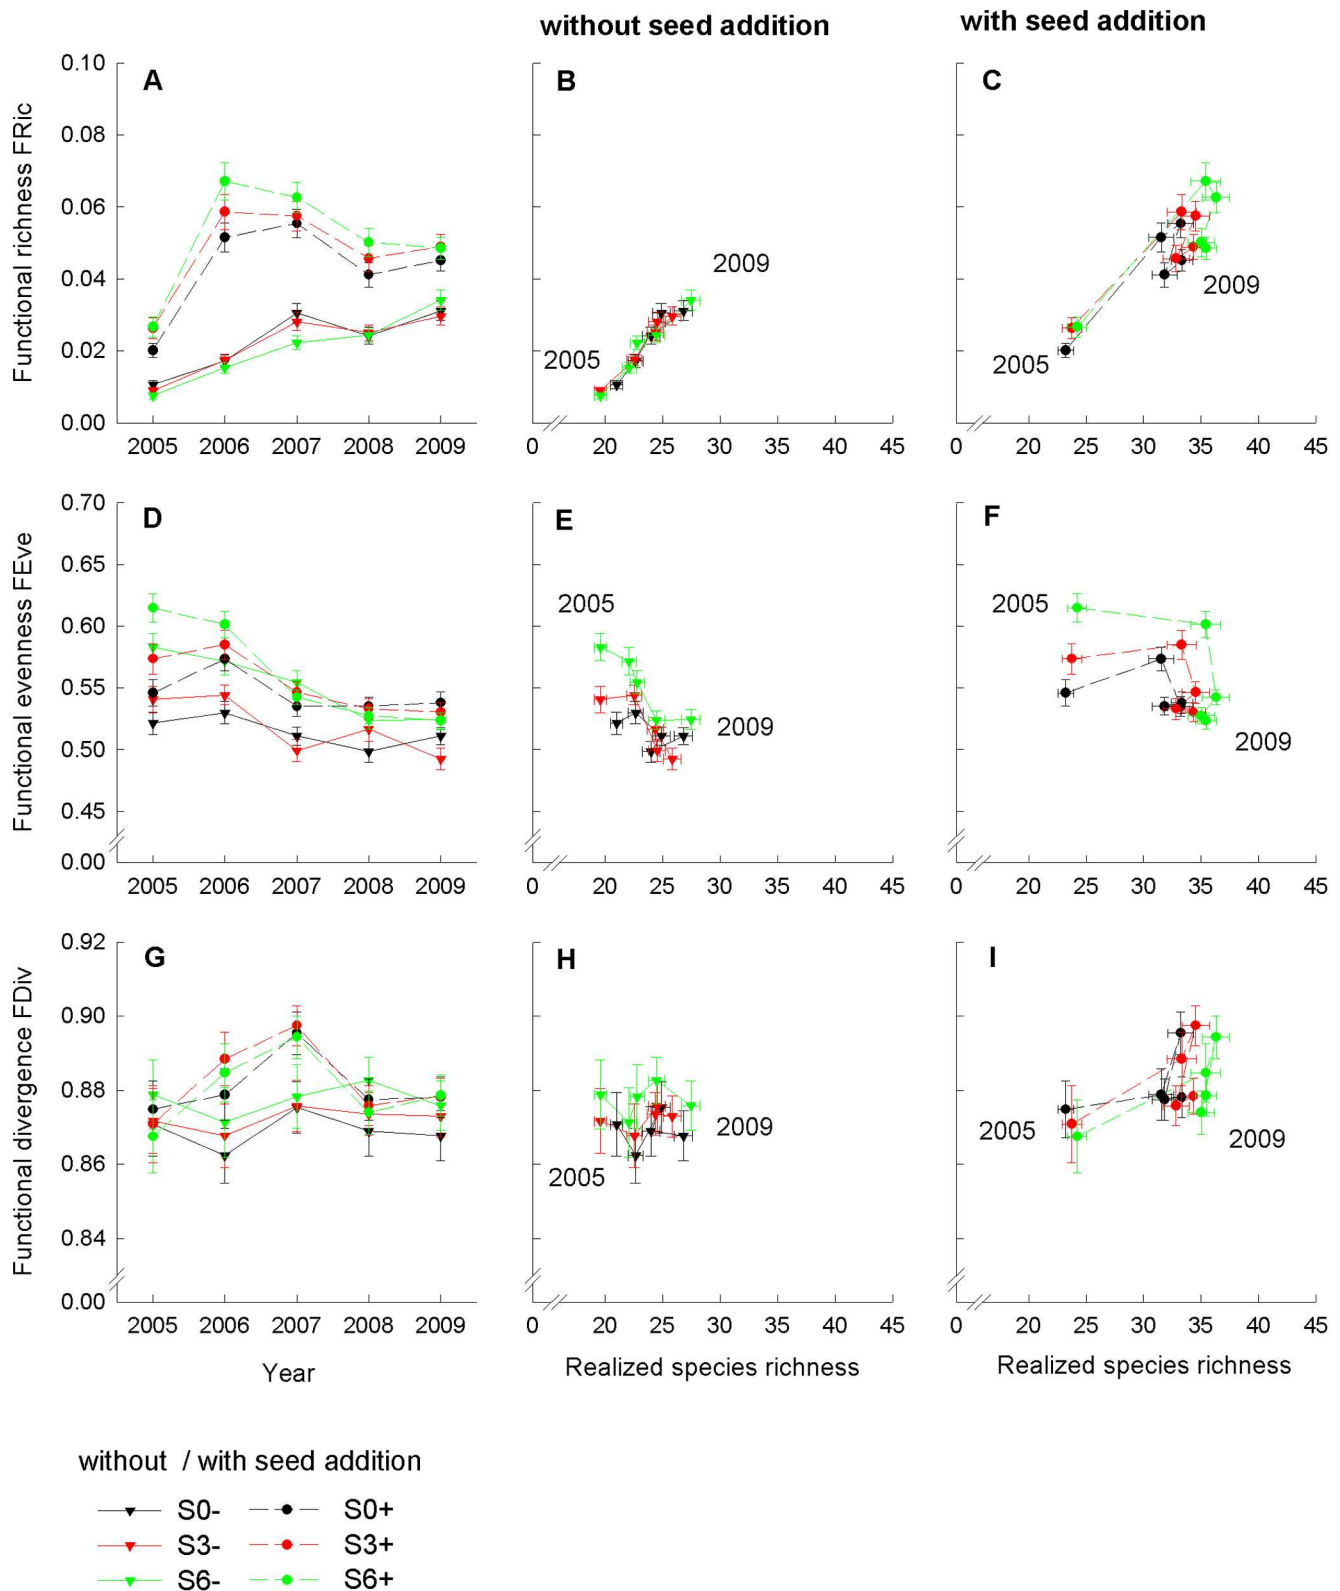 without seed addition
with seed addition
A
B
C
Functional richness FRic
0.10
0.08
0.06
0.04
0.02
0.00
2009
2005
2009
2005
2005 2006 2007 2008 2009
0 20 25 30 35 40 45
0 20 25 30 35 40 45
D
E
F
Functional evenness FEve
0.70
0.65
0.60
0.55
0.50
0.45
0.00
2005
2009
2005
2009
2005 2006 2007 2008 2009
0 20 25 30 35 40 45
0 20 25 30 35 40 45
G
H
I
Functional divergence FDiv
0.92
0.90
0.88
0.86
0.84
0.00
2009
2005
2005
2009
2005 2006 2007 2008 2009
0 20 25 30 35 40 45
0 20 25 30 35 40 45
Year
Realized species richness
Realized species richness
without / with seed addition
S0- S0+
S3- S3+
S6- S6+